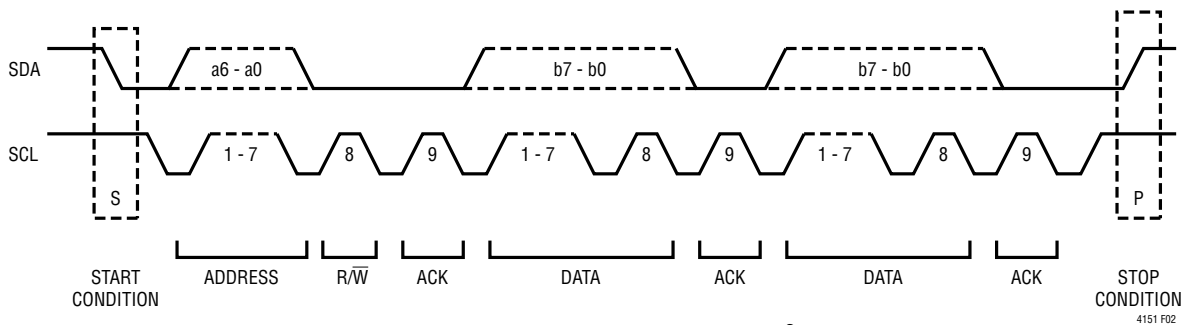 SDA
a6 - a0
b7 - b0
b7 - b0
SCL
1 - 7
8
9
1 - 7
8
9
1 - 7
8
9
S
P
START
CONDITION
ADDRESS
R/W̅
ACK
DATA
ACK
DATA
ACK
STOP
CONDITION
4151 F02